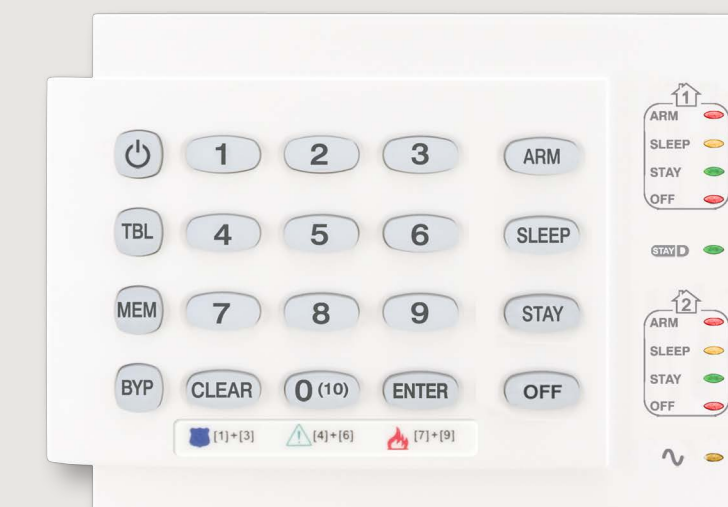 1 2 3 ARM
TBL 4 5 6 SLEEP
MEM 7 8 9 STAY
BYP CLEAR 0 (10) ENTER OFF
[1]+[3] [4]+[6] [7]+[9]
1
ARM
SLEEP
STAY
OFF
STAY D
2
ARM
SLEEP
STAY
OFF